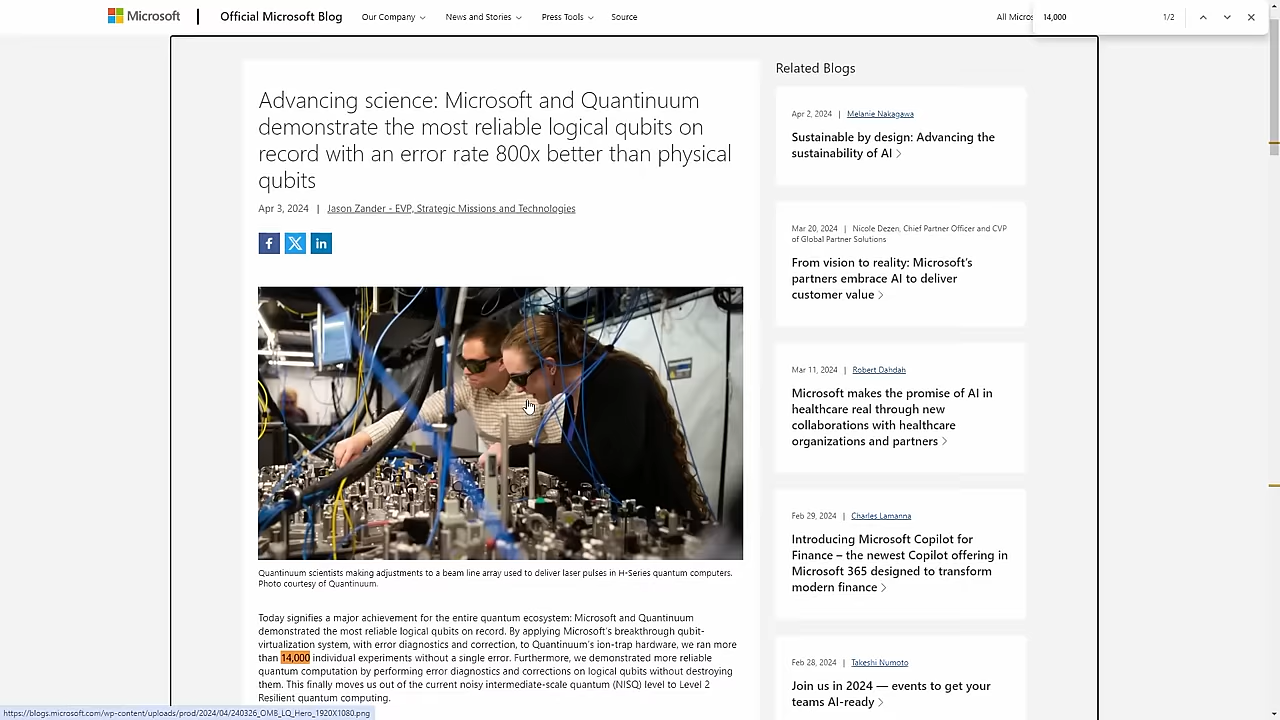 Microsoft
Official Microsoft Blog
Our Company
News and Stories
Press Tools
Source
All Micros
14,000
1/2
Advancing science: Microsoft and Quantinuum
demonstrate the most reliable logical qubits on
record with an error rate 800x better than physical
qubits
Apr 3, 2024 | Jason Zander - EVP, Strategic Missions and Technologies
Quantinuum scientists making adjustments to a beam line array used to deliver laser pulses in H-Series quantum computers.
Photo courtesy of Quantinuum.
Today signifies a major achievement for the entire quantum ecosystem: Microsoft and Quantinuum
demonstrated the most reliable logical qubits on record. By applying Microsoft's breakthrough qubit-
virtualization system, with error diagnostics and correction, to Quantinuum's ion-trap hardware, we ran more
than 14,000 individual experiments without a single error. Furthermore, we demonstrated more reliable
quantum computation by performing error diagnostics and corrections on logical qubits without destroying
them. This finally moves us out of the current noisy intermediate-scale quantum (NISQ) level to Level 2
Resilient quantum computing.
Related Blogs
Apr 2, 2024 | Melanie Nakagawa
Sustainable by design: Advancing the
sustainability of AI >
Mar 20, 2024 | Nicole Dezen, Chief Partner Officer and CVP
of Global Partner Solutions
From vision to reality: Microsoft's
partners embrace AI to deliver
customer value >
Mar 11, 2024 | Robert Dahdah
Microsoft makes the promise of AI in
healthcare real through new
collaborations with healthcare
organizations and partners >
Feb 29, 2024 | Charles Lamanna
Introducing Microsoft Copilot for
Finance – the newest Copilot offering in
Microsoft 365 designed to transform
modern finance >
Feb 28, 2024 | Takeshi Numoto
Join us in 2024 — events to get your
teams AI-ready >
https://blogs.microsoft.com/wp-content/uploads/prod/2024/04/240326_OMB_LQ_Hero_1920X1080.png